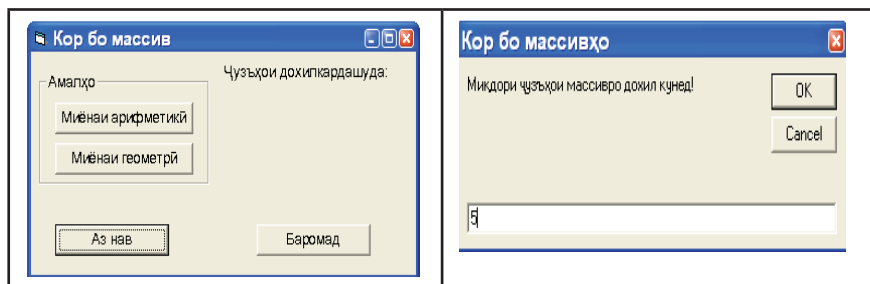 Кор бо массив
Амалҳо
Ҷузъҳои дохилкардашуда:
Миёнаи арифметикӣ
Миёнаи геометрӣ
Аз нав
Баромад
Кор бо массивҳо
Миқдори ҷузъҳои массивро дохил кунед!
OK
Cancel
5